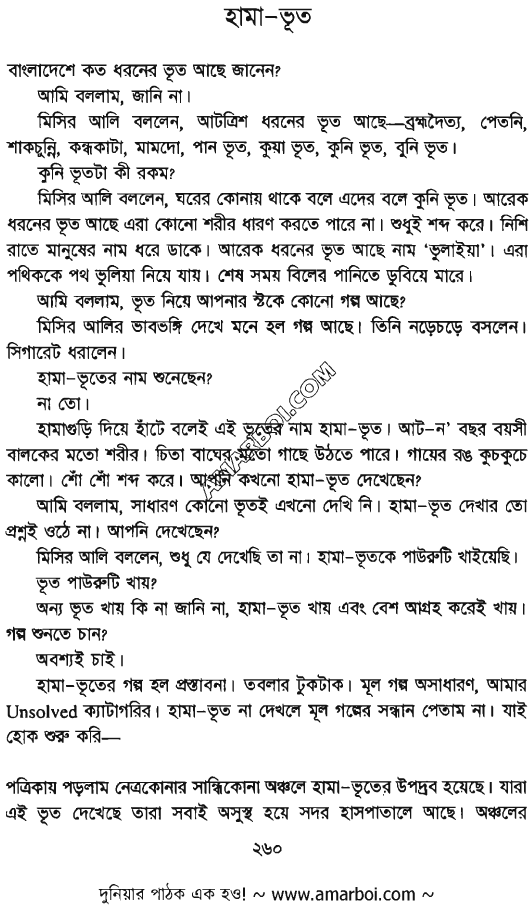 হামা-ভূত
বাংলাদেশে কত ধরনের ভূত আছে জানেন?
আমি বললাম, জানি না।
মিসির আলি বললেন, আটত্রিশ ধরনের ভূত আছে—ব্রহ্মদৈত্য, পেতনি,
শাকচুন্নি, কন্ধকাটা, মামদো, পান ভূত, কুয়া ভূত, কুনি ভূত, বুনি ভূত।
কুনি ভূতটা কী রকম?
মিসির আলি বললেন, ঘরের কোনায় থাকে বলে এদের বলে কুনি ভূত। আরেক
ধরনের ভূত আছে এরা কোনো শরীর ধারণ করতে পারে না। শুধুই শব্দ করে। নিশি
রাতে মানুষের নাম ধরে ডাকে। আরেক ধরনের ভূত আছে নাম ‘ভুলাইয়া’। এরা
পথিককে পথ ভুলিয়া নিয়ে যায়। শেষ সময় বিলের পানিতে ডুবিয়ে মারে।
আমি বললাম, ভূত নিয়ে আপনার স্টকে কোনো গল্প আছে?
মিসির আলির ভাবভঙ্গি দেখে মনে হল গল্প আছে। তিনি নড়েচড়ে বসলেন।
সিগারেট ধরালেন।
হামা-ভূতের নাম শুনেছেন?
না তো।
হামাগুড়ি দিয়ে হাঁটে বলেই এই ভূতের নাম হামা-ভূত। আট-ন’ বছর বয়সী
বালকের মতো শরীর। চিতা বাঘের মতো গাছে উঠতে পারে। গায়ের রঙ কুচকুচে
কালো। শোঁ শোঁ শব্দ করে। আপনি কখনো হামা-ভূত দেখেছেন?
আমি বললাম, সাধারণ কোনো ভূতই এখনো দেখি নি। হামা-ভূত দেখার তো
প্রশ্নই ওঠে না। আপনি দেখেছেন?
মিসির আলি বললেন, শুধু যে দেখেছি তা না। হামা-ভূতকে পাউরুটি খাইয়েছি।
ভূত পাউরুটি খায়?
অন্য ভূত খায় কি না জানি না, হামা-ভূত খায় এবং বেশ আগ্রহ করেই খায়।
গল্প শুনতে চান?
অবশ্যই চাই।
হামা-ভূতের গল্প হল প্রস্তাবনা। তবলার টুকটাক। মূল গল্প অসাধারণ, আমার
Unsolved ক্যাটাগরির। হামা-ভূত না দেখলে মূল গল্পের সন্ধান পেতাম না। যাই
হোক শুরু করি—
পত্রিকায় পড়লাম নেত্রকোনার সান্ধিকোনা অঞ্চলে হামা-ভূতের উপদ্রব হয়েছে। যারা
এই ভূত দেখেছে তারা সবাই অসুস্থ হয়ে সদর হাসপাতালে আছে। অঞ্চলের
২৬০
দুনিয়ার পাঠক এক হও! ~ www.amarboi.com ~
AMARBOI.COM